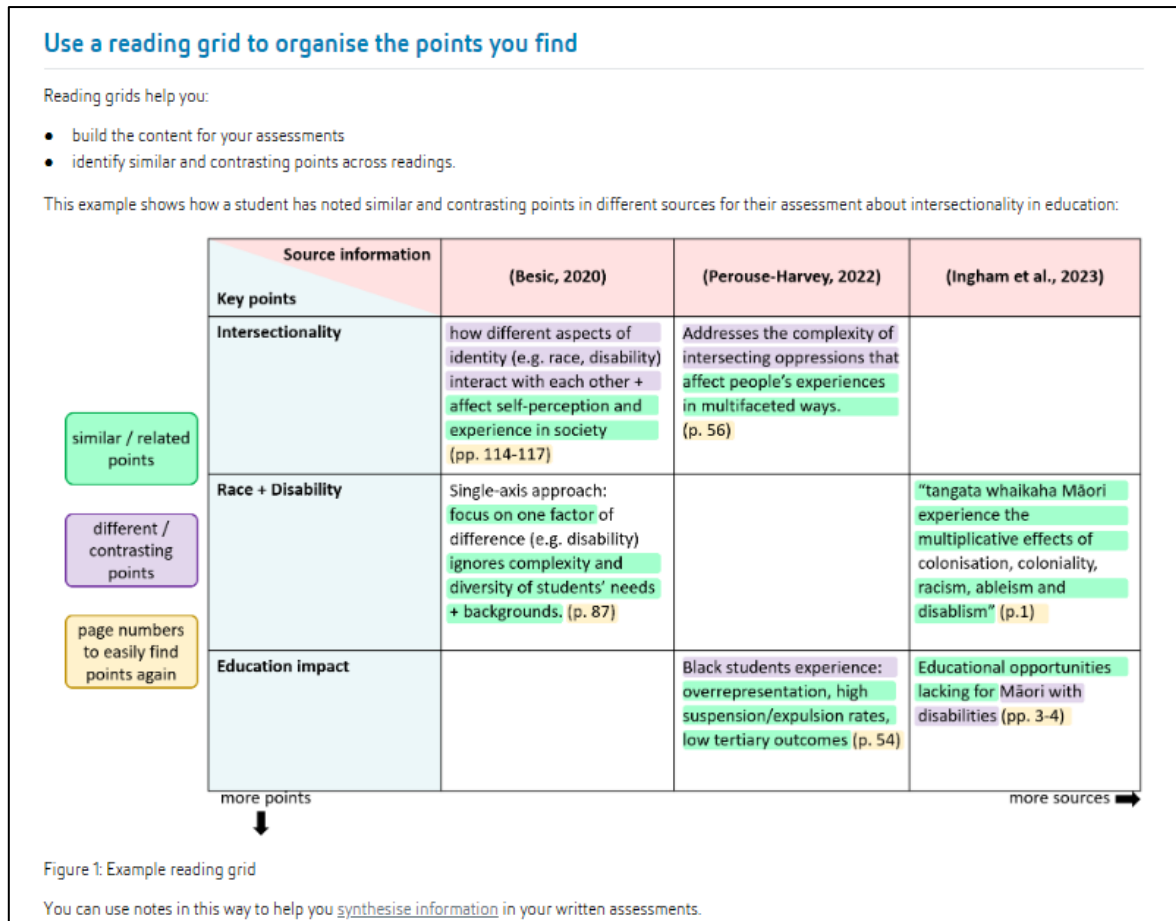 Use a reading grid to organise the points you find
Reading grids help you:
● build the content for your assessments
● identify similar and contrasting points across readings.
This example shows how a student has noted similar and contrasting points in different sources for their assessment about intersectionality in education:
Source information
Key points
(Besic, 2020)
(Perouse-Harvey, 2022)
(Ingham et al., 2023)
Intersectionality
how different aspects of
identity (e.g. race, disability)
interact with each other +
affect self-perception and
experience in society
(pp. 114-117)
Addresses the complexity of
intersecting oppressions that
affect people's experiences
in multifaceted ways.
(p. 56)
similar / related
points
different /
contrasting
points
page numbers
to easily find
points again
Race + Disability
Single-axis approach:
focus on one factor of
difference (e.g. disability)
ignores complexity and
diversity of students' needs
+ backgrounds. (p. 87)
"tangata whaikaha Māori
experience the
multiplicative effects of
colonisation, coloniality,
racism, ableism and
disablism" (p.1)
Education impact
Black students experience:
overrepresentation, high
suspension/expulsion rates,
low tertiary outcomes (p. 54)
Educational opportunities
lacking for Māori with
disabilities (pp. 3-4)
more points
more sources
Figure 1: Example reading grid
You can use notes in this way to help you synthesise information in your written assessments.